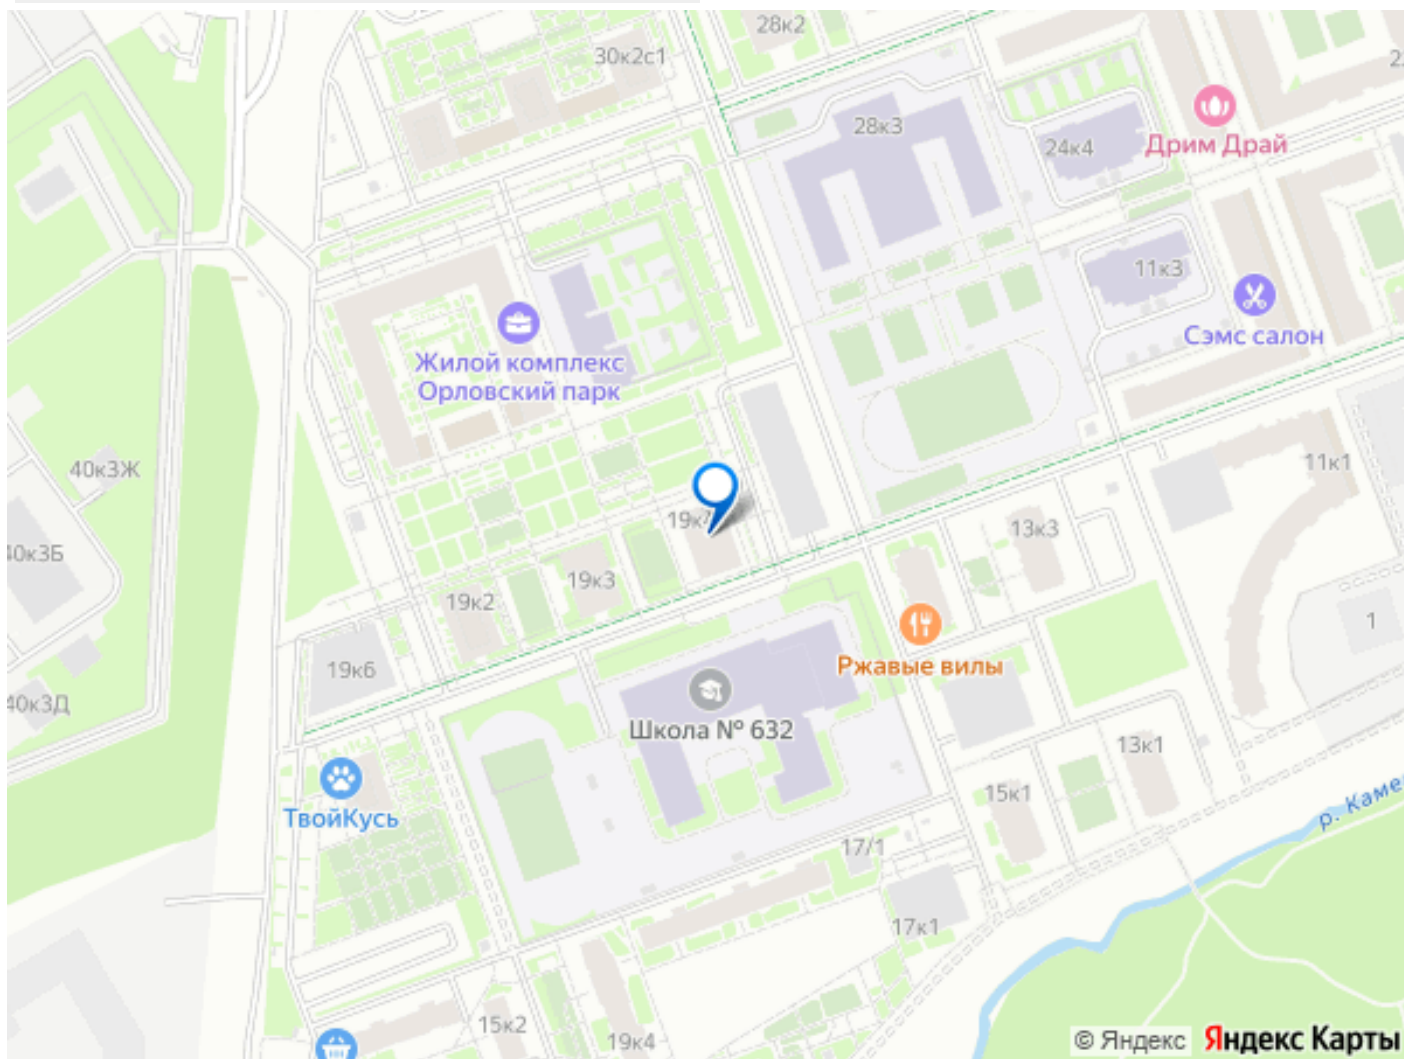 28к2
30к2с1
28к3
24к4
Дрим Драй
11к3
Сэмс салон
Жилой комплекс
Орловский парк
40к3Ж
11к1
19к
13к3
40к3Б
19к3
19к2
1
Ржавые вилы
19к6
40к3Д
Школа № 632
13к1
15к1
ТвойКусь
р. Каме
17/1
17к1
15к2
19к4
© Яндекс Яндекс Карты